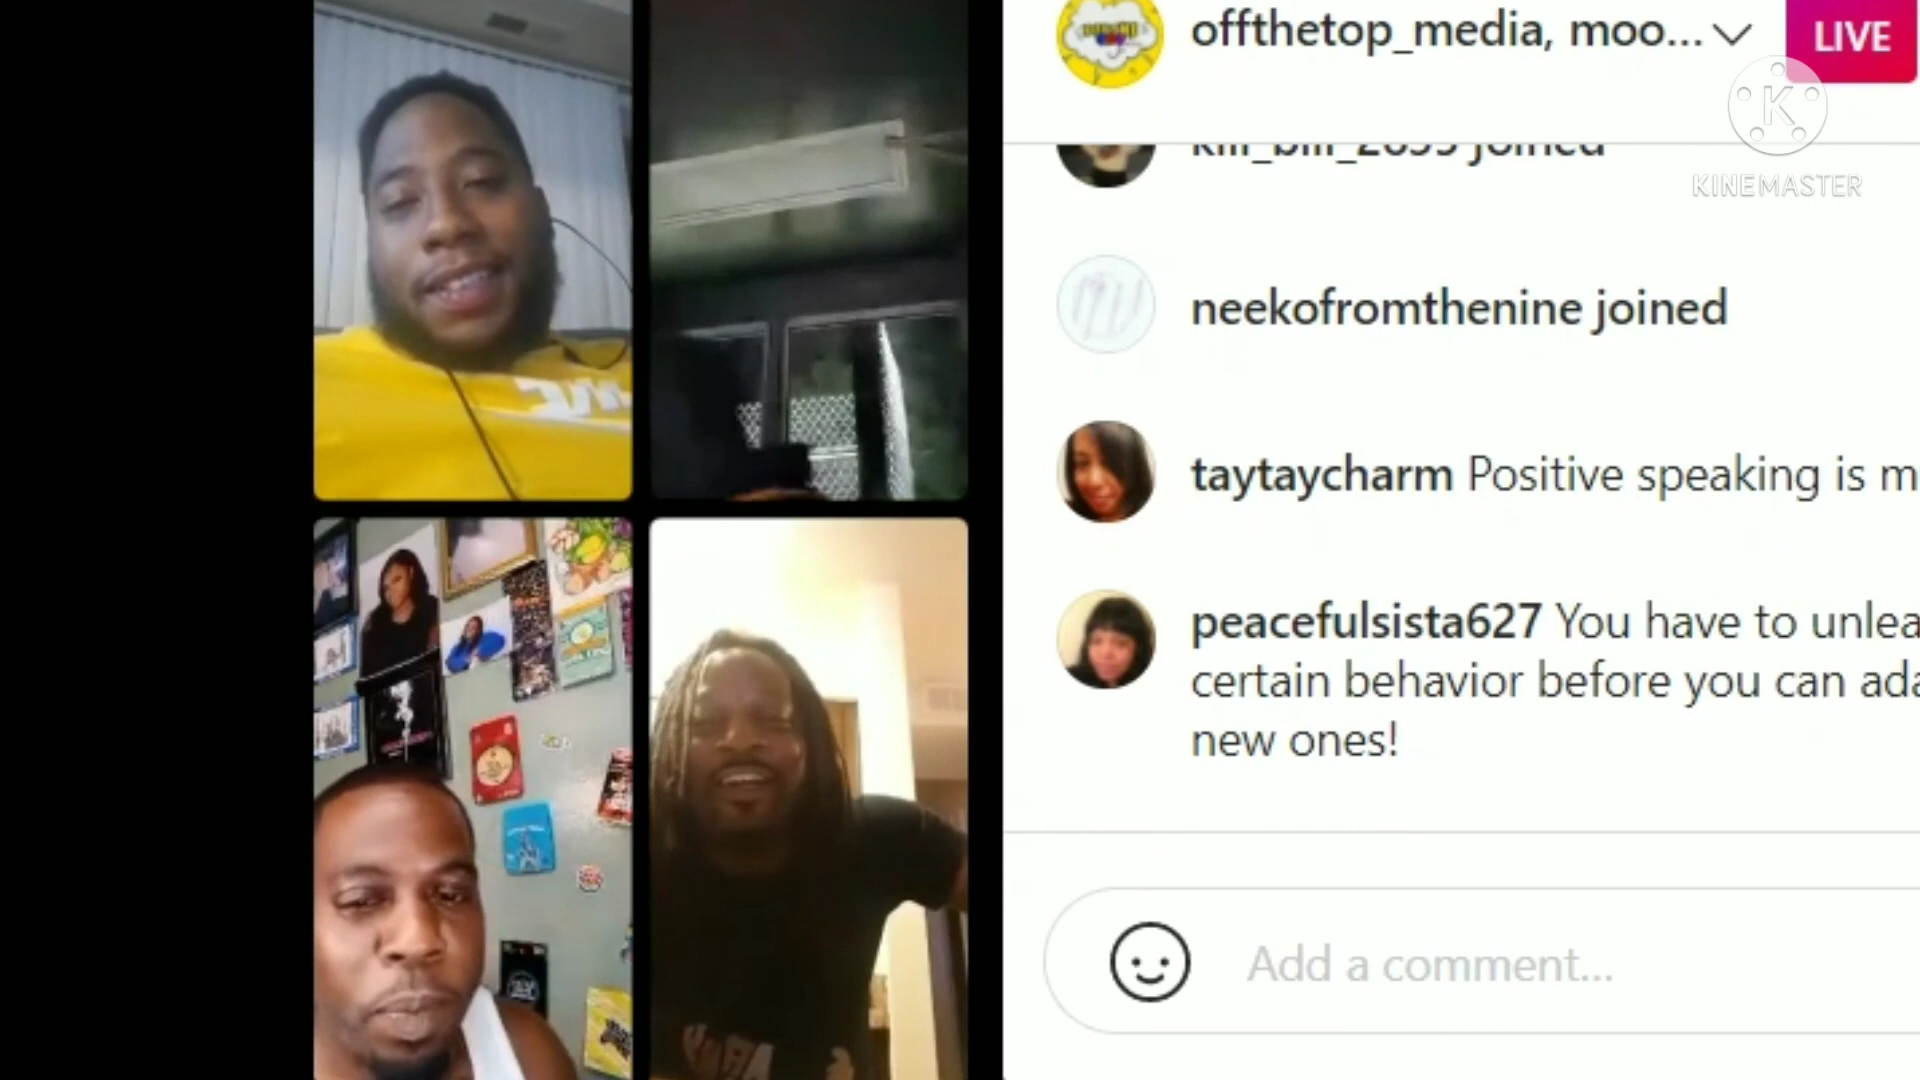 offthetop_media, moo...
LIVE
KINEMASTER
joined
neekofromthenine joined
taytaycharm Positive speaking is m
peacefulsista627 You have to unlea
certain behavior before you can ada
new ones!
Add a comment...